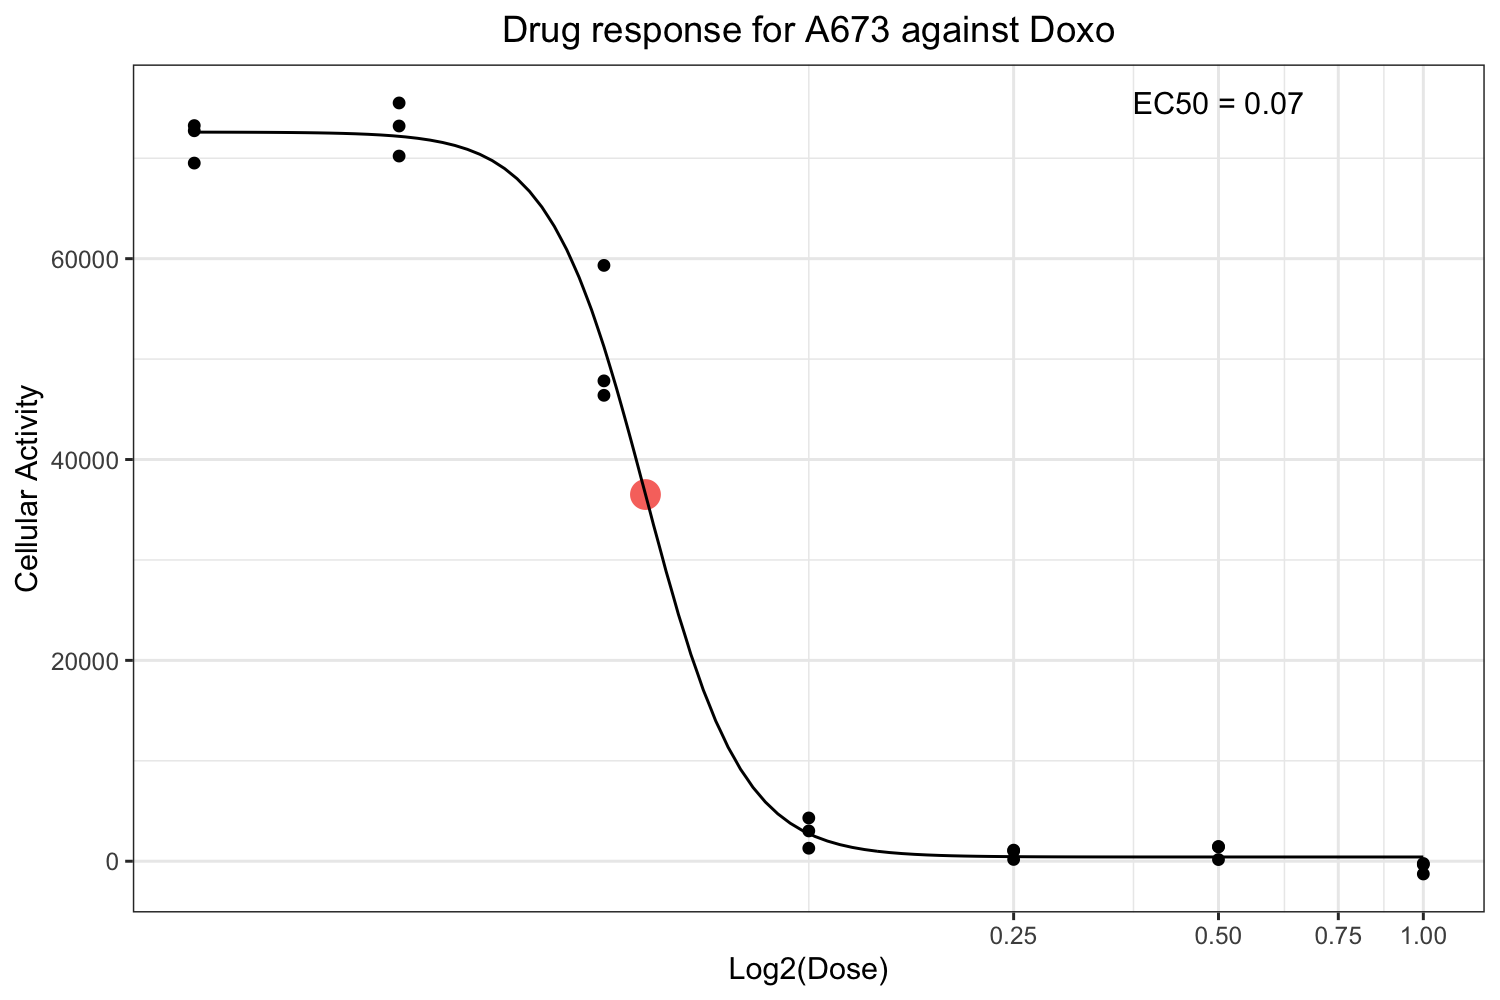 Drug response for A673 against Doxo
EC50 = 0.07
Cellular Activity
60000
40000
20000
0
0.25 0.50 0.75 1.00
Log2(Dose)